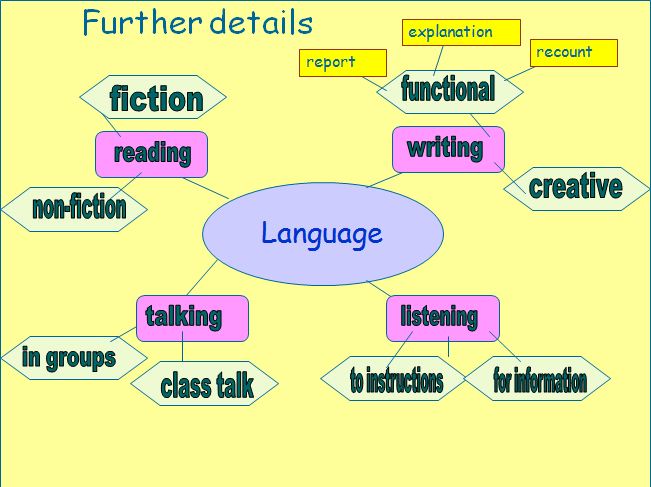 Further details
explanation
report
recount
fiction
functional
reading
writing
non-fiction
creative
Language
talking
listening
in groups
class talk
to instructions
for information